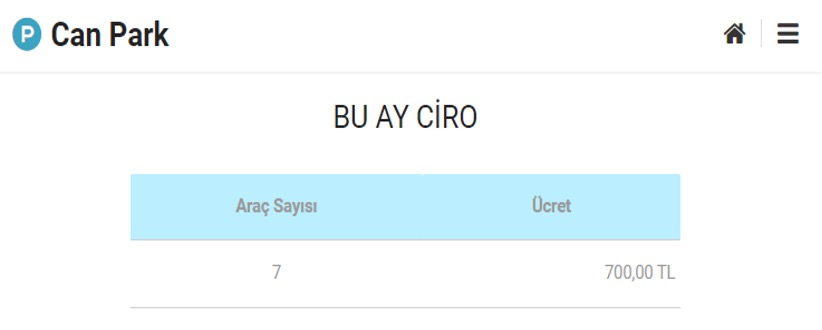 P Can Park
BU AY CİRO
Araç Sayısı Ücret
7 700,00 TL